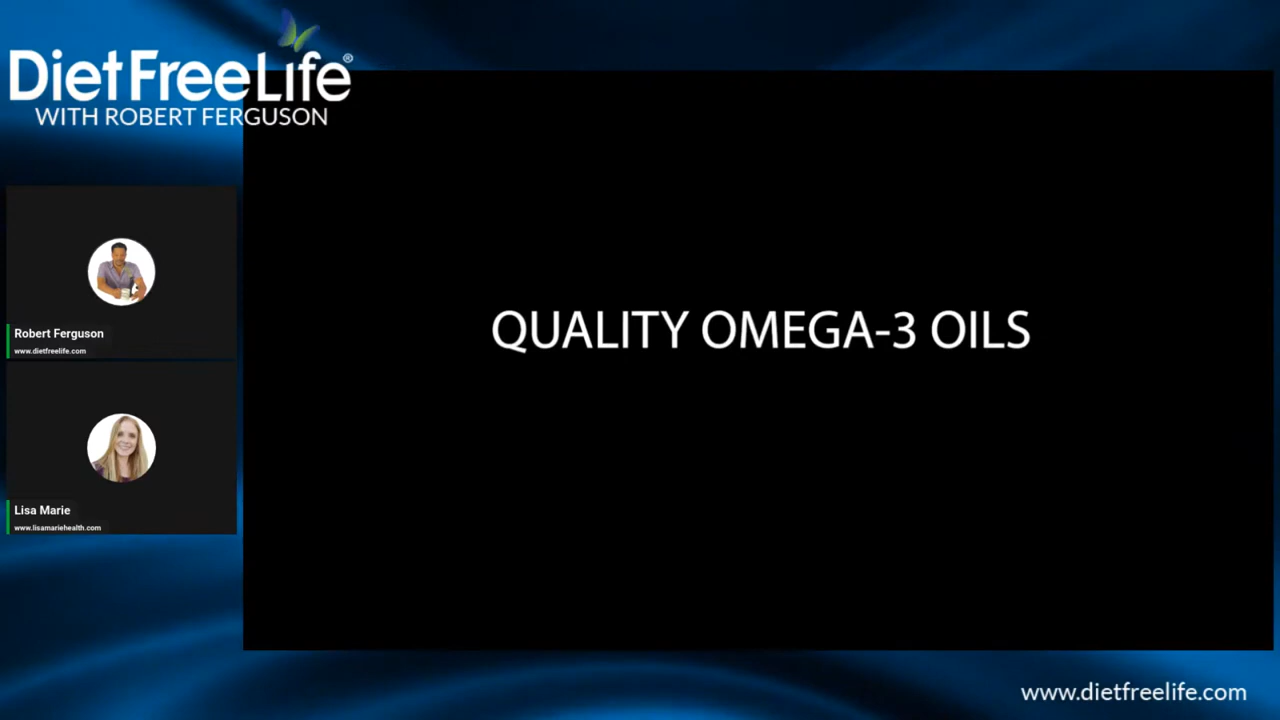 DietFreeLife®
WITH ROBERT FERGUSON
Robert Ferguson
www.dietfreelife.com
Lisa Marie
www.lisamariehealth.com
QUALITY OMEGA-3 OILS
www.dietfreelife.com